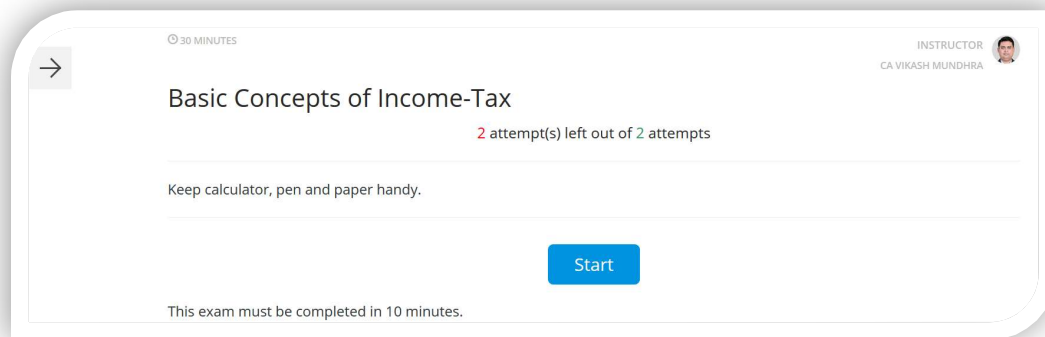 30 MINUTES
INSTRUCTOR
CA VIKASH MUNDHRA
Basic Concepts of Income-Tax
2 attempt(s) left out of 2 attempts
Keep calculator, pen and paper handy.
Start
This exam must be completed in 10 minutes.